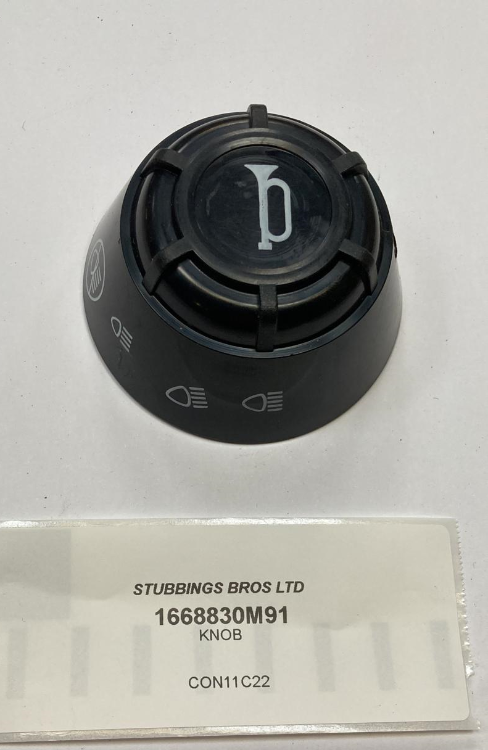 STUBBINGS BROS LTD
1668830M91
KNOB
CON11C22